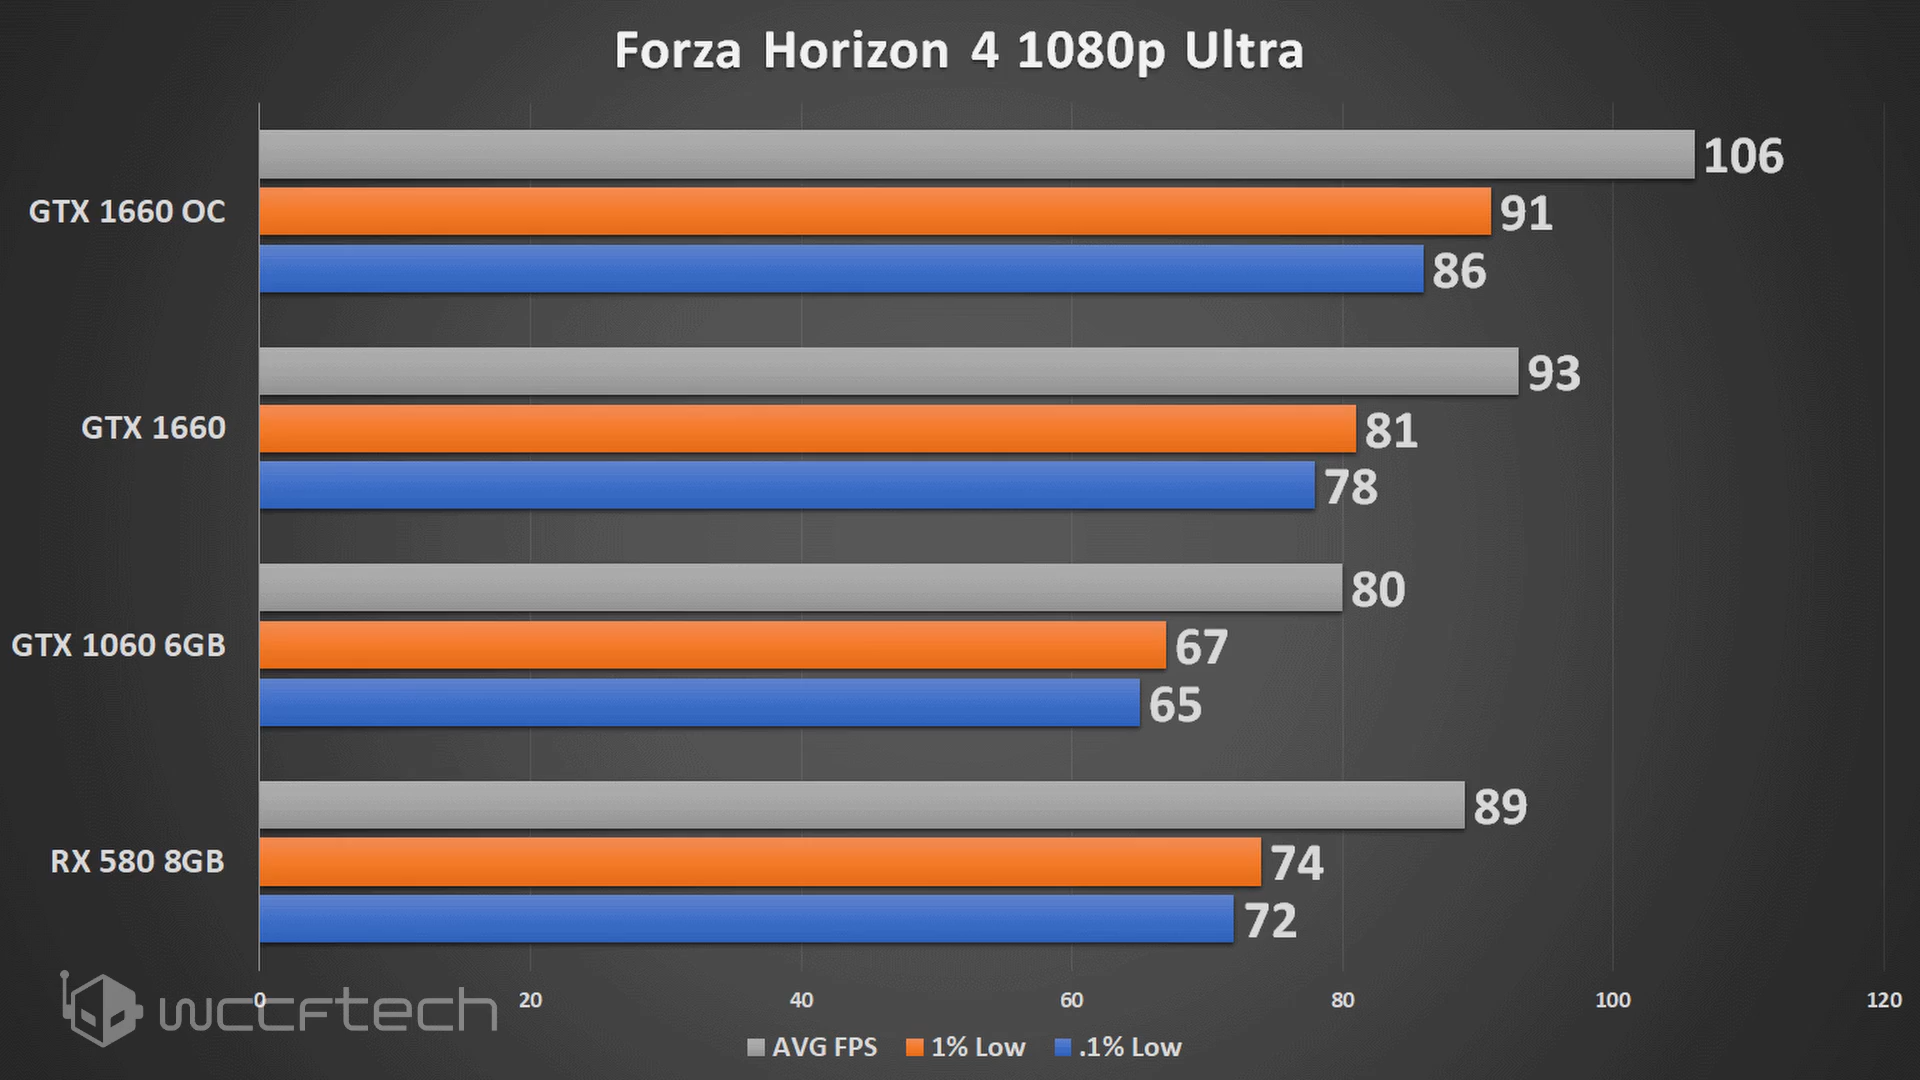 Forza Horizon 4 1080p Ultra
GTX 1660 OC
106
91
86
GTX 1660
93
81
78
GTX 1060 6GB
80
67
65
RX 580 8GB
89
74
72
0 20 40 60 80 100 120
wccftech
AVG FPS 1% Low .1% Low